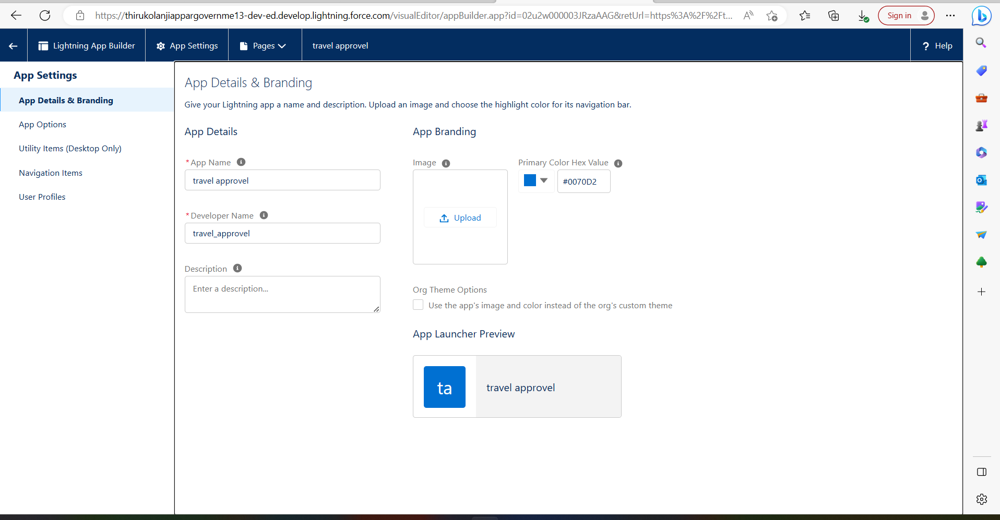 https://thirukolanjiappargovernme13-dev-ed.develop.lightning.force.com/visualEditor/appBuilder.app?id=02u2w000003JRzaAAG&retUrl=https%3A%2F%2Ft...
Sign in
Lightning App Builder
App Settings
Pages
travel approvel
? Help
App Settings
App Details & Branding
App Options
Utility Items (Desktop Only)
Navigation Items
User Profiles
App Details & Branding
Give your Lightning app a name and description. Upload an image and choose the highlight color for its navigation bar.
App Details
*App Name
travel approvel
*Developer Name
travel_approvel
Description
Enter a description...
App Branding
Image
Upload
Primary Color Hex Value
#0070D2
Org Theme Options
Use the app's image and color instead of the org's custom theme
App Launcher Preview
ta
travel approvel